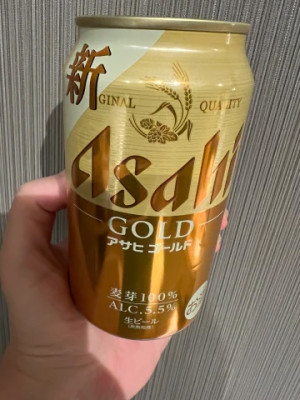 新
GINAL QUALITY
Asahi
GOLD
アサヒ ゴールド
麦芽100%
ALC.5.5%
生ビール